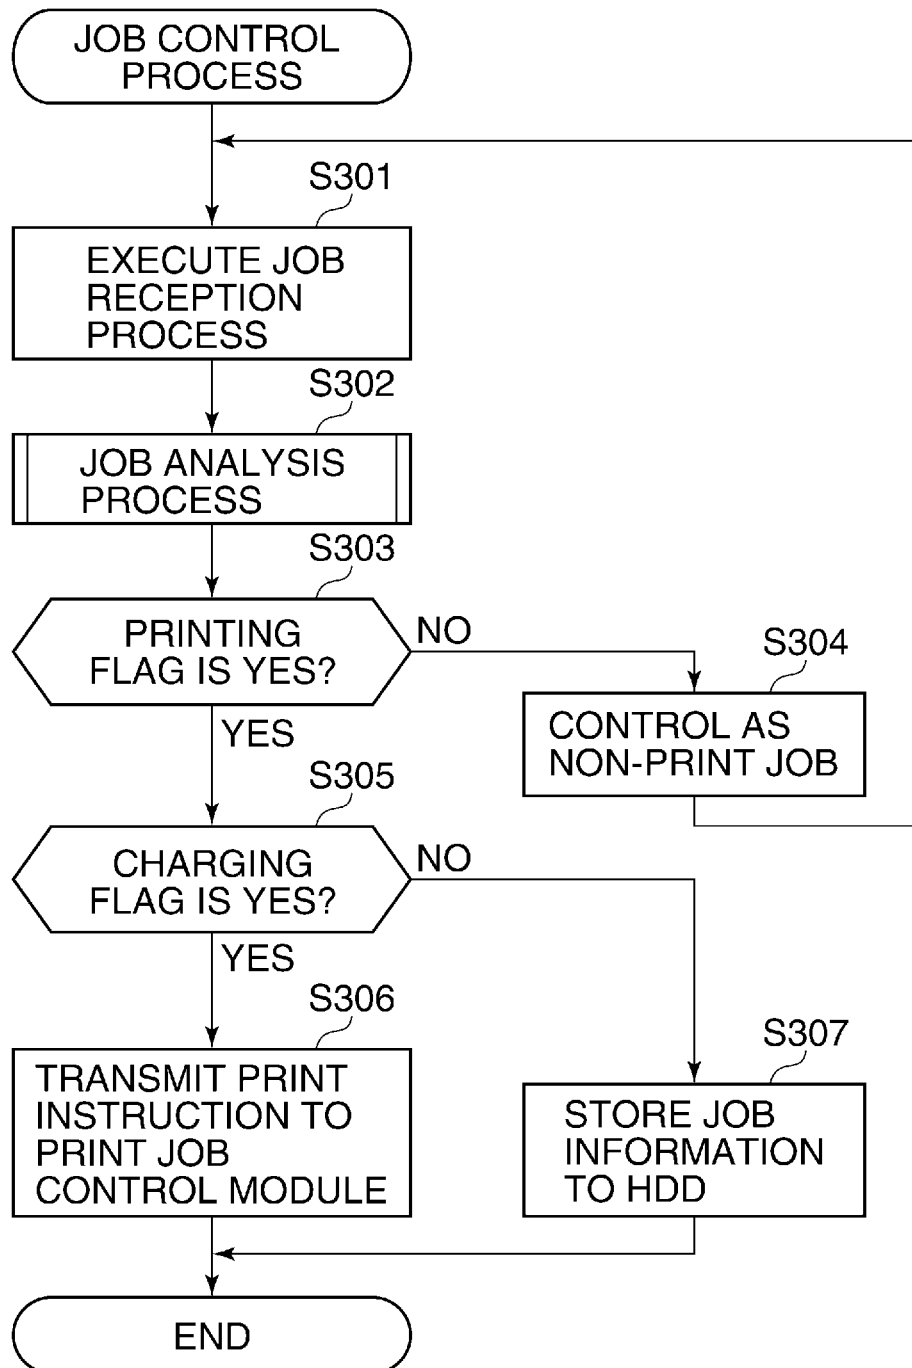 JOB CONTROL
PROCESS
S301
EXECUTE JOB
RECEPTION
PROCESS
S302
JOB ANALYSIS
PROCESS
S303
PRINTING
FLAG IS YES?
NO
YES
S304
CONTROL AS
NON-PRINT JOB
S305
CHARGING
FLAG IS YES?
NO
YES
S306
TRANSMIT PRINT
INSTRUCTION TO
PRINT JOB
CONTROL MODULE
S307
STORE JOB
INFORMATION
TO HDD
END